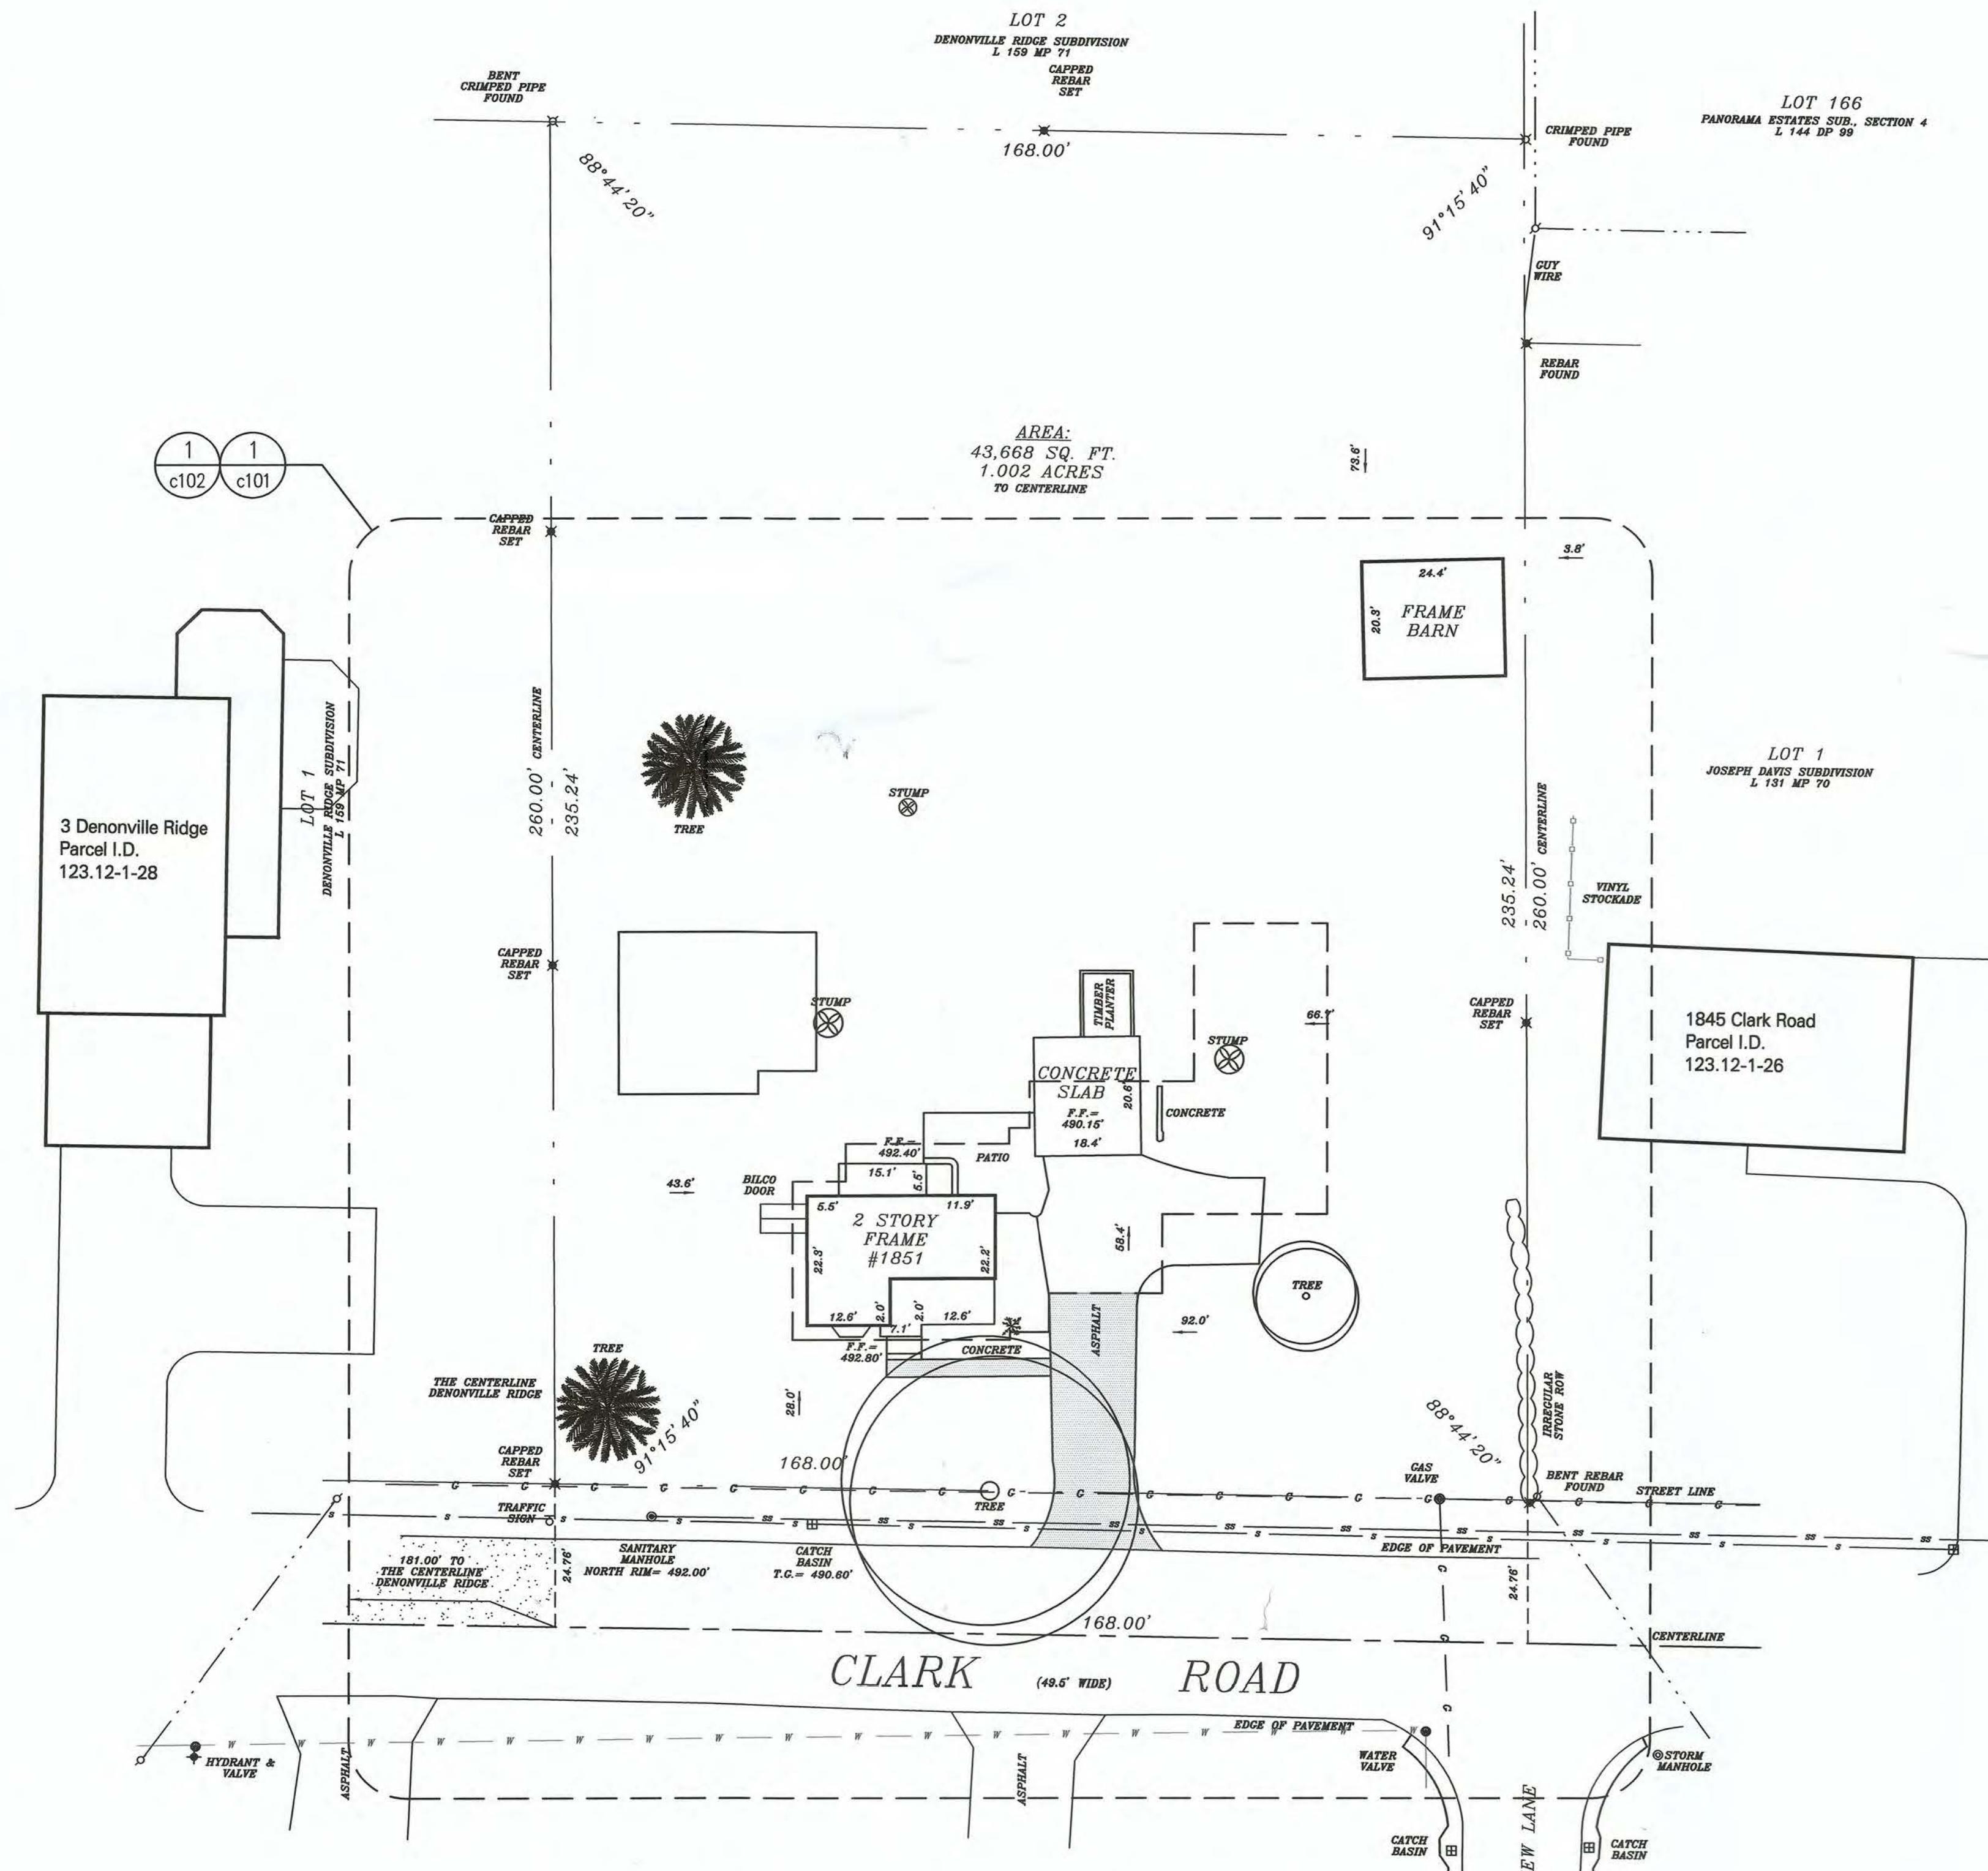 LOT 2
DENONVILLE RIDGE SUBDIVISION
L 159 MP 71
CAPPED
REBAR
SET
BENT
CRIMPED PIPE
FOUND
168.00'
88°44'20"
91°15'40"
CRIMPED PIPE
FOUND
LOT 166
PANORAMA ESTATES SUB., SECTION 4
L 144 DP 99
GUY
WIRE
REBAR
FOUND
1
c102
1
c101
AREA:
43,668 SQ. FT.
1.002 ACRES
TO CENTERLINE
73.6'
CAPPED
REBAR
SET
3.8'
24.4'
20.3'
FRAME
BARN
3 Denonville Ridge
Parcel I.D.
123.12-1-28
LOT 1
DENONVILLE RIDGE SUBDIVISION
L 159 MP 71
260.00' CENTERLINE
235.24'
TREE
STUMP
LOT 1
JOSEPH DAVIS SUBDIVISION
L 131 MP 70
235.24'
260.00' CENTERLINE
VINYL
STOCKADE
CAPPED
REBAR
SET
STUMP
TIMBER
PLANTER
66.7'
STUMP
CAPPED
REBAR
SET
1845 Clark Road
Parcel I.D.
123.12-1-26
CONCRETE
SLAB
20.6'
F.F.=
490.15'
18.4'
CONCRETE
F.F.=
492.40'
PATIO
15.1'
5.5'
43.6'
BILCO
DOOR
5.5'
11.9'
2 STORY
FRAME
#1851
22.3'
22.2'
58.4'
TREE
12.6'
2.0'
2.0'
12.6'
7.1'
F.F.=
492.80'
CONCRETE
ASPHALT
92.0'
TREE
THE CENTERLINE
DENONVILLE RIDGE
28.0'
91°15'40"
88°44'20"
IRREGULAR
STONE ROW
CAPPED
REBAR
SET
168.00'
GAS
VALVE
BENT REBAR
FOUND
STREET LINE
G G G G G G G G G G G G G G G G G G G
TREE
TRAFFIC
SIGN
S S S SS S SS SS S SS S SS S SS S SS S SS S SS S SS S SS
181.00' TO
THE CENTERLINE
DENONVILLE RIDGE
24.76'
SANITARY
MANHOLE
NORTH RIM= 492.00'
CATCH
BASIN
T.G.= 490.60'
EDGE OF PAVEMENT
G
24.76'
168.00'
G
CENTERLINE
CLARK (49.5' WIDE) ROAD
G
EDGE OF PAVEMENT
W W W W W W W W W W W W W W W W W W
HYDRANT &
VALVE
ASPHALT
ASPHALT
WATER
VALVE
STORM
MANHOLE
EW LANE
CATCH
BASIN
CATCH
BASIN